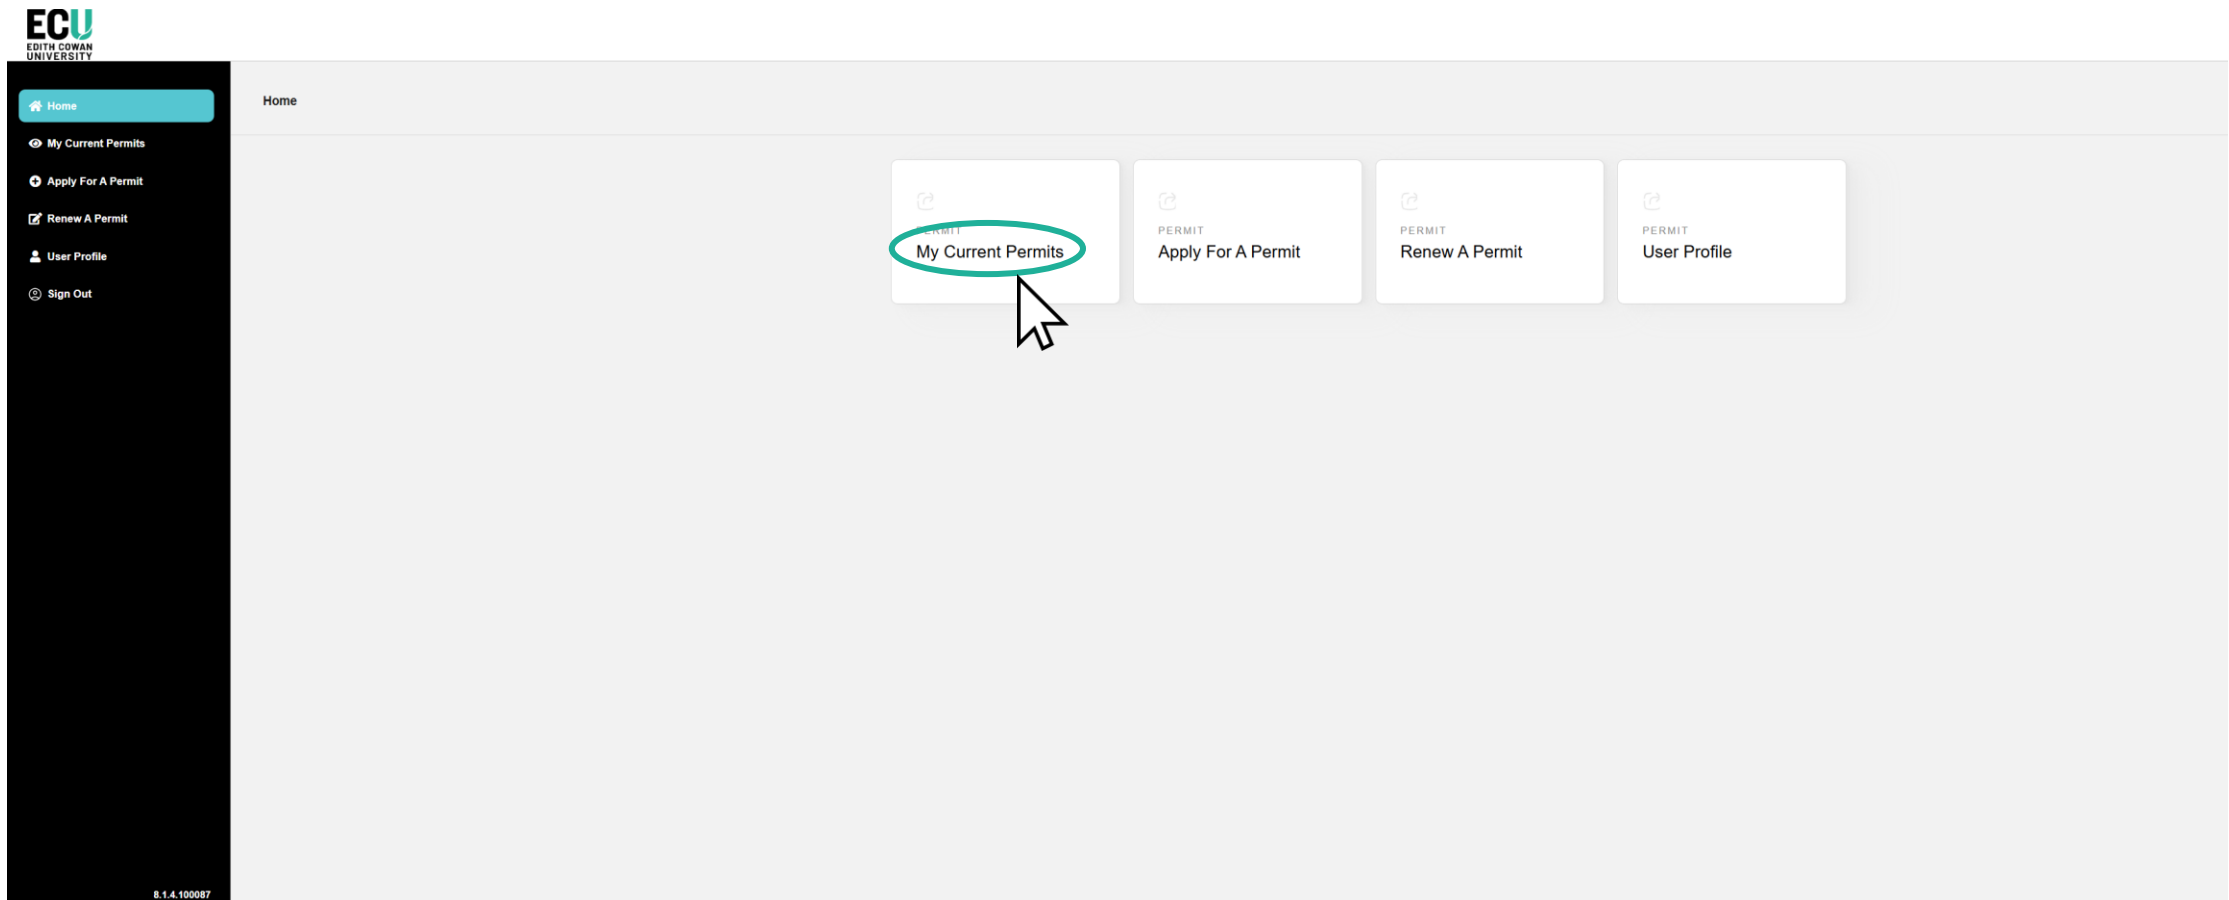 ECU
EDITH COWAN
UNIVERSITY
Home
My Current Permits
Apply For A Permit
Renew A Permit
User Profile
Sign Out
8.1.4.100087
Home
PERMIT
My Current Permits
PERMIT
Apply For A Permit
PERMIT
Renew A Permit
PERMIT
User Profile